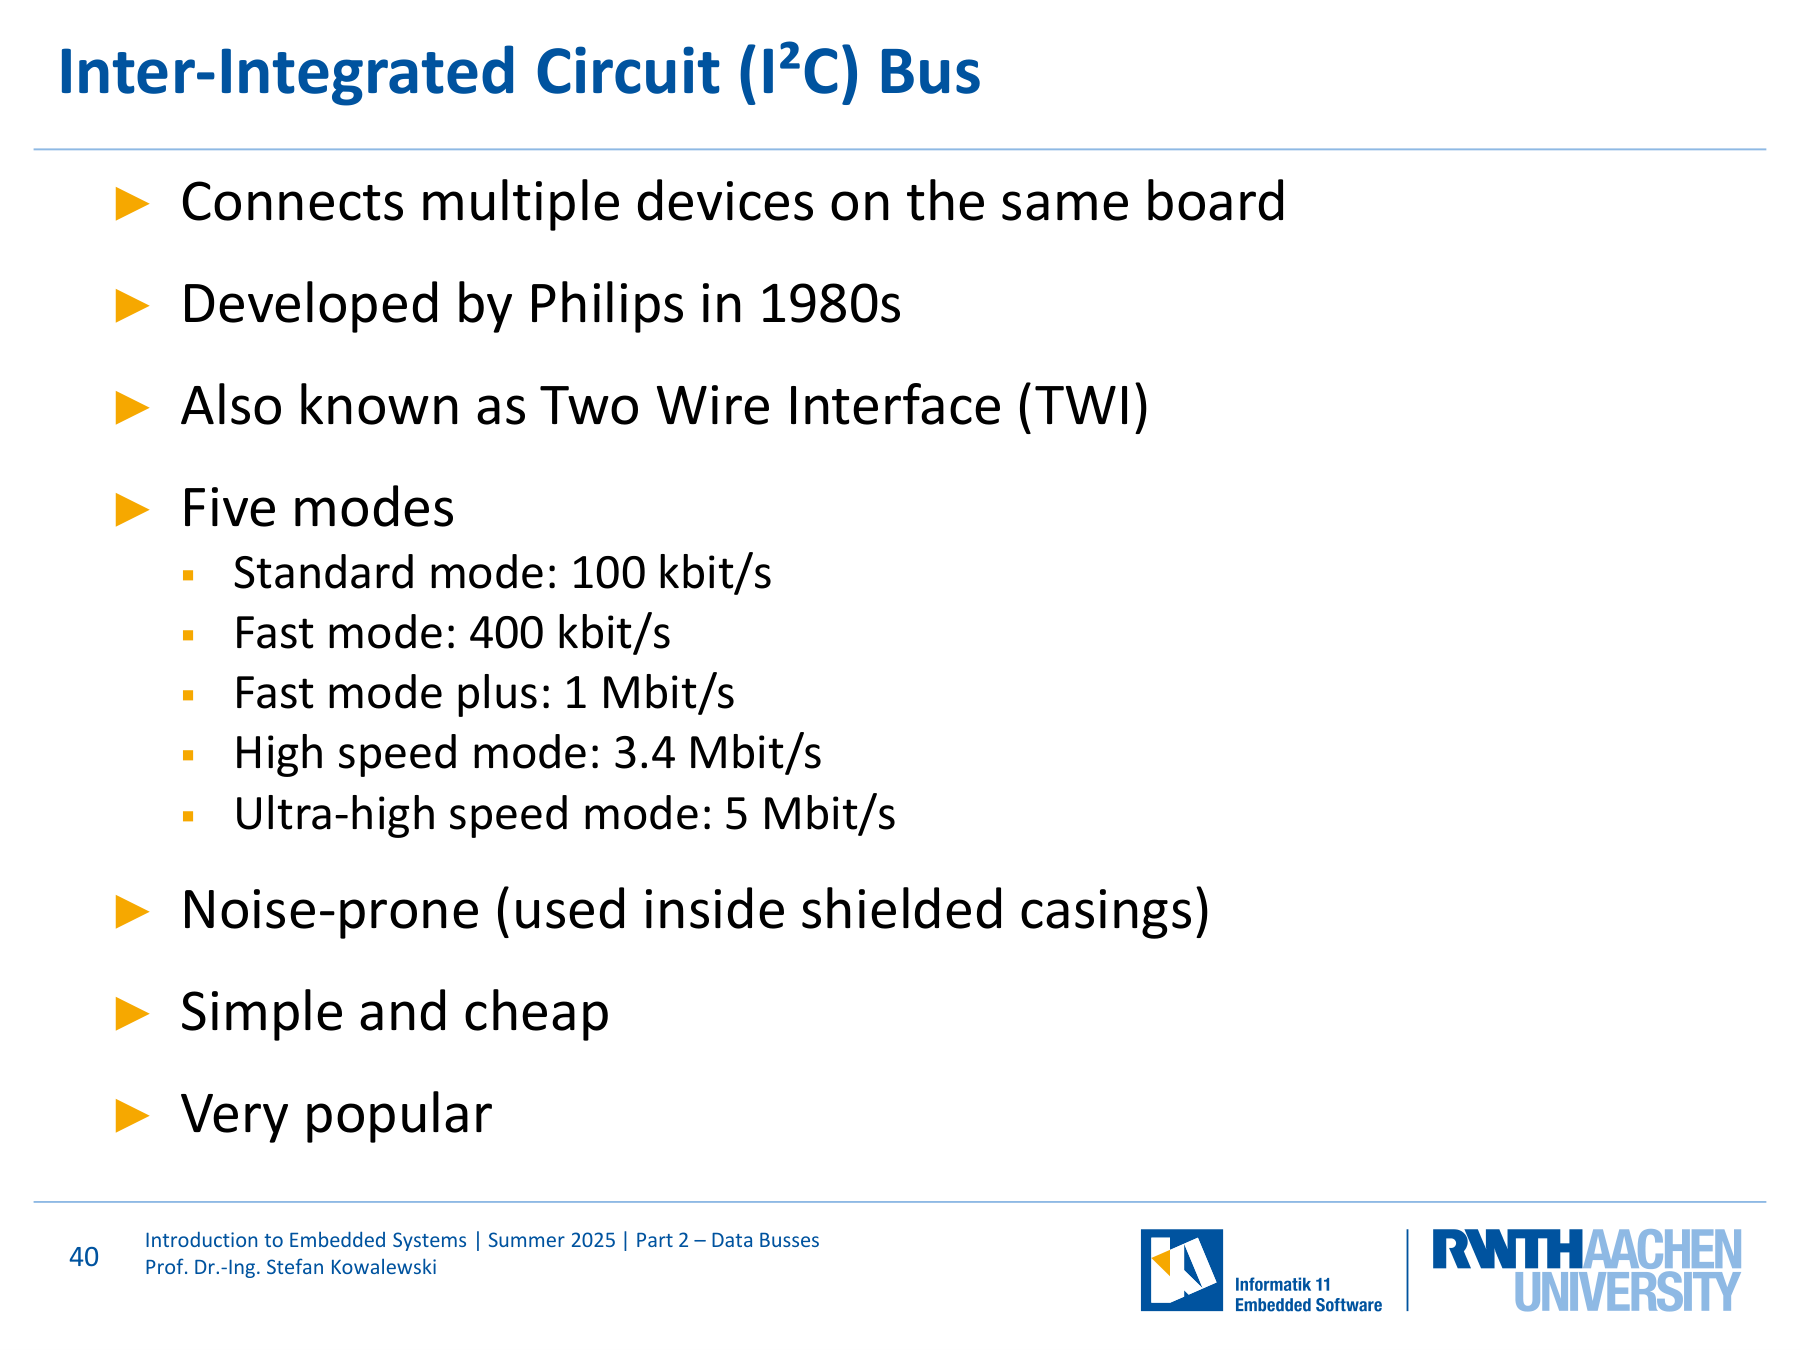 Inter-Integrated Circuit (I²C) Bus
► Connects multiple devices on the same board
► Developed by Philips in 1980s
► Also known as Two Wire Interface (TWI)
► Five modes
▪ Standard mode: 100 kbit/s
▪ Fast mode: 400 kbit/s
▪ Fast mode plus: 1 Mbit/s
▪ High speed mode: 3.4 Mbit/s
▪ Ultra-high speed mode: 5 Mbit/s
► Noise-prone (used inside shielded casings)
► Simple and cheap
► Very popular
40
Introduction to Embedded Systems | Summer 2025 | Part 2 – Data Busses
Prof. Dr.-Ing. Stefan Kowalewski
Informatik 11
Embedded Software
RWTHAACHEN
UNIVERSITY